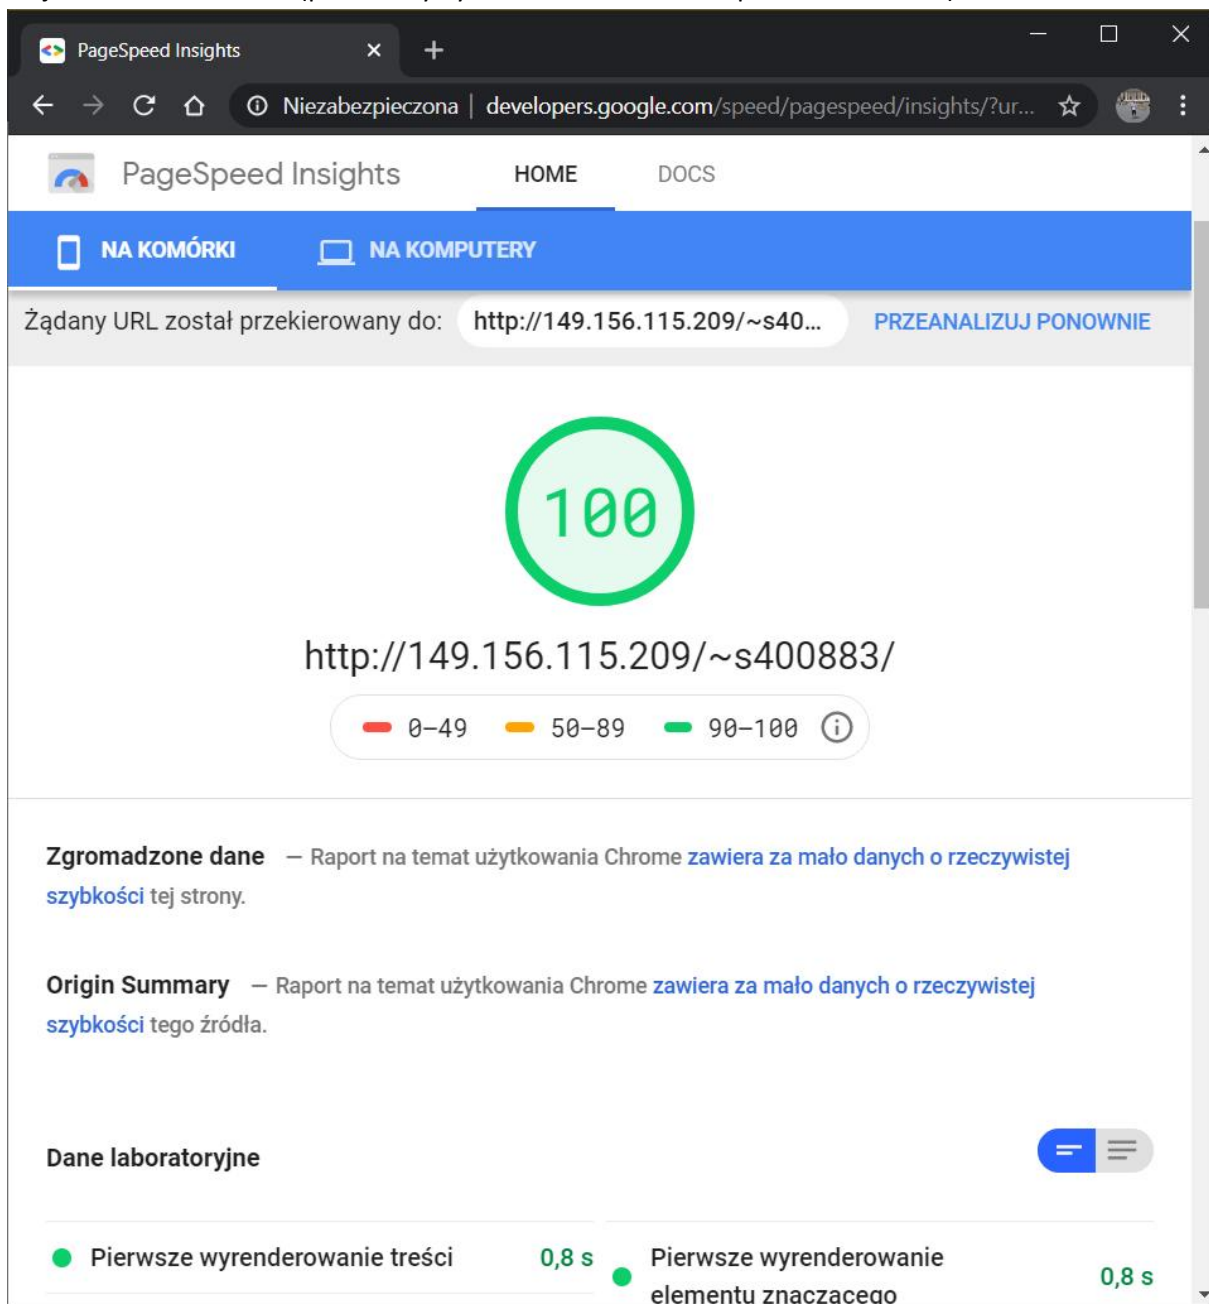 PageSpeed Insights
Niezabezpieczona | developers.google.com/speed/pagespeed/insights/?ur...
PageSpeed Insights HOME DOCS
NA KOMÓRKI NA KOMPUTERY
Żądany URL został przekierowany do: http://149.156.115.209/~s40... PRZEANALIZUJ PONOWNIE
100
http://149.156.115.209/~s400883/
0–49 50–89 90–100
Zgromadzone dane — Raport na temat użytkowania Chrome zawiera za mało danych o rzeczywistej
szybkości tej strony.
Origin Summary — Raport na temat użytkowania Chrome zawiera za mało danych o rzeczywistej
szybkości tego źródła.
Dane laboratoryjne
Pierwsze wyrenderowanie treści 0,8 s
Pierwsze wyrenderowanie
elementu znaczącego 0,8 s